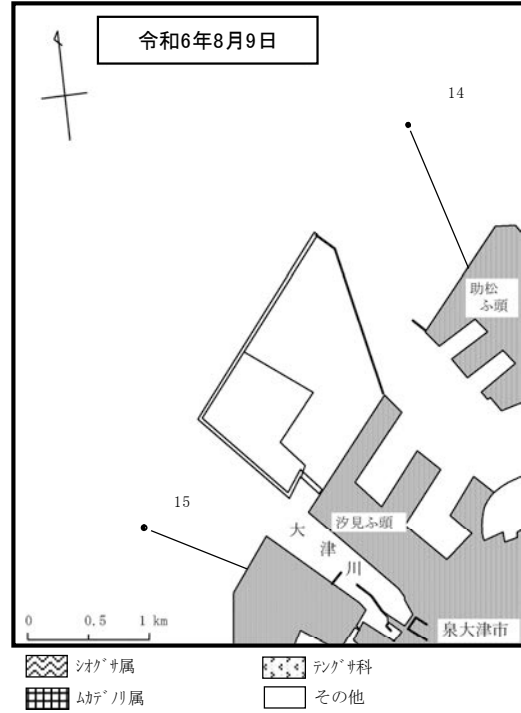 令和6年8月9日
14
助松
ふ頭
15
汐見ふ頭
大津川
0 0.5 1 km
泉大津市
ｼｵｸﾞｻ属
ﾃﾝｸﾞｻ科
ﾑｶﾃﾞﾉﾘ属
その他